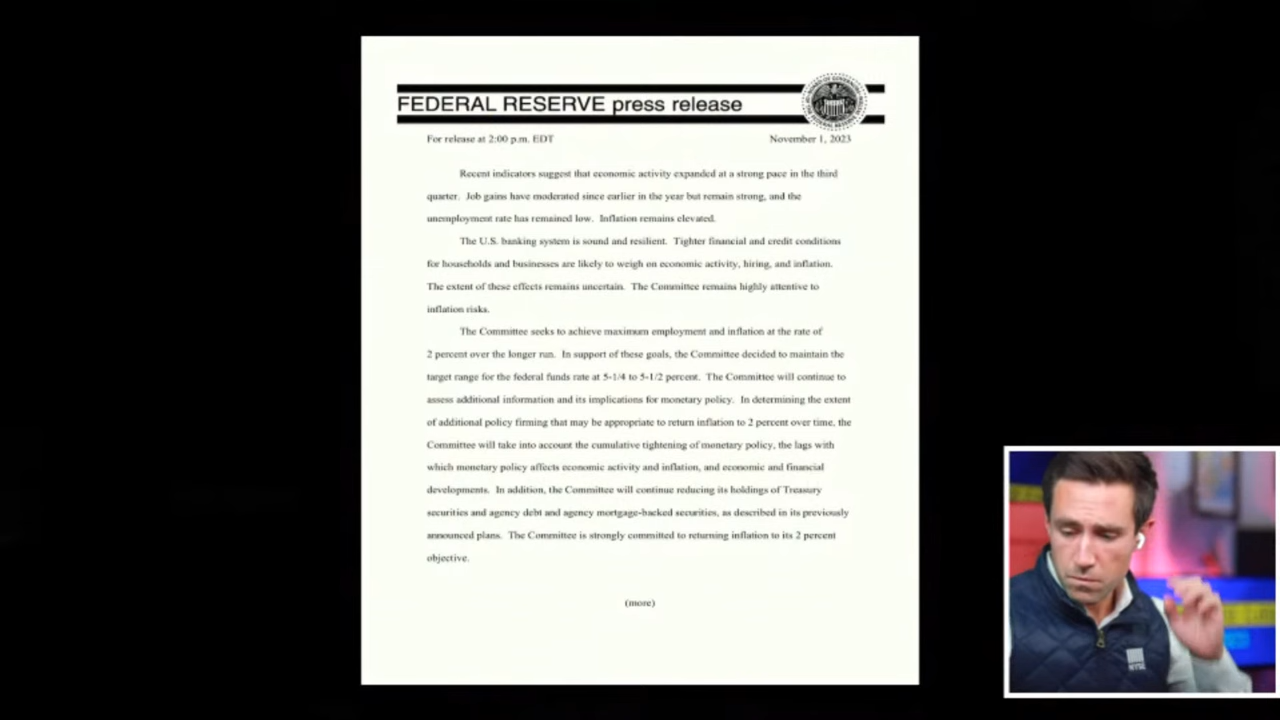 FEDERAL RESERVE press release
For release at 2:00 p.m. EDT
November 1, 2023
Recent indicators suggest that economic activity expanded at a strong pace in the third
quarter. Job gains have moderated since earlier in the year but remain strong, and the
unemployment rate has remained low. Inflation remains elevated.
The U.S. banking system is sound and resilient. Tighter financial and credit conditions
for households and businesses are likely to weigh on economic activity, hiring, and inflation.
The extent of these effects remains uncertain. The Committee remains highly attentive to
inflation risks.
The Committee seeks to achieve maximum employment and inflation at the rate of
2 percent over the longer run. In support of these goals, the Committee decided to maintain the
target range for the federal funds rate at 5-1/4 to 5-1/2 percent. The Committee will continue to
assess additional information and its implications for monetary policy. In determining the extent
of additional policy firming that may be appropriate to return inflation to 2 percent over time, the
Committee will take into account the cumulative tightening of monetary policy, the lags with
which monetary policy affects economic activity and inflation, and economic and financial
developments. In addition, the Committee will continue reducing its holdings of Treasury
securities and agency debt and agency mortgage-backed securities, as described in its previously
announced plans. The Committee is strongly committed to returning inflation to its 2 percent
objective.
(more)
NYSE